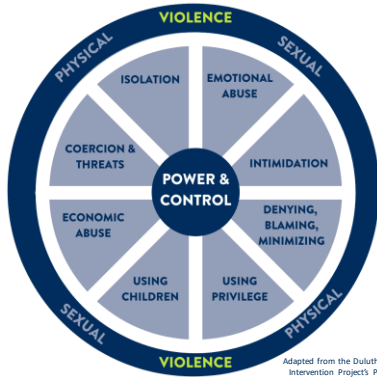 VIOLENCE
PHYSICAL
SEXUAL
ISOLATION
EMOTIONAL
ABUSE
COERCION &
THREATS
INTIMIDATION
POWER &
CONTROL
ECONOMIC
ABUSE
DENYING,
BLAMING,
MINIMIZING
USING
CHILDREN
USING
PRIVILEGE
SEXUAL
PHYSICAL
VIOLENCE
Adapted from the Duluth
Intervention Project's P